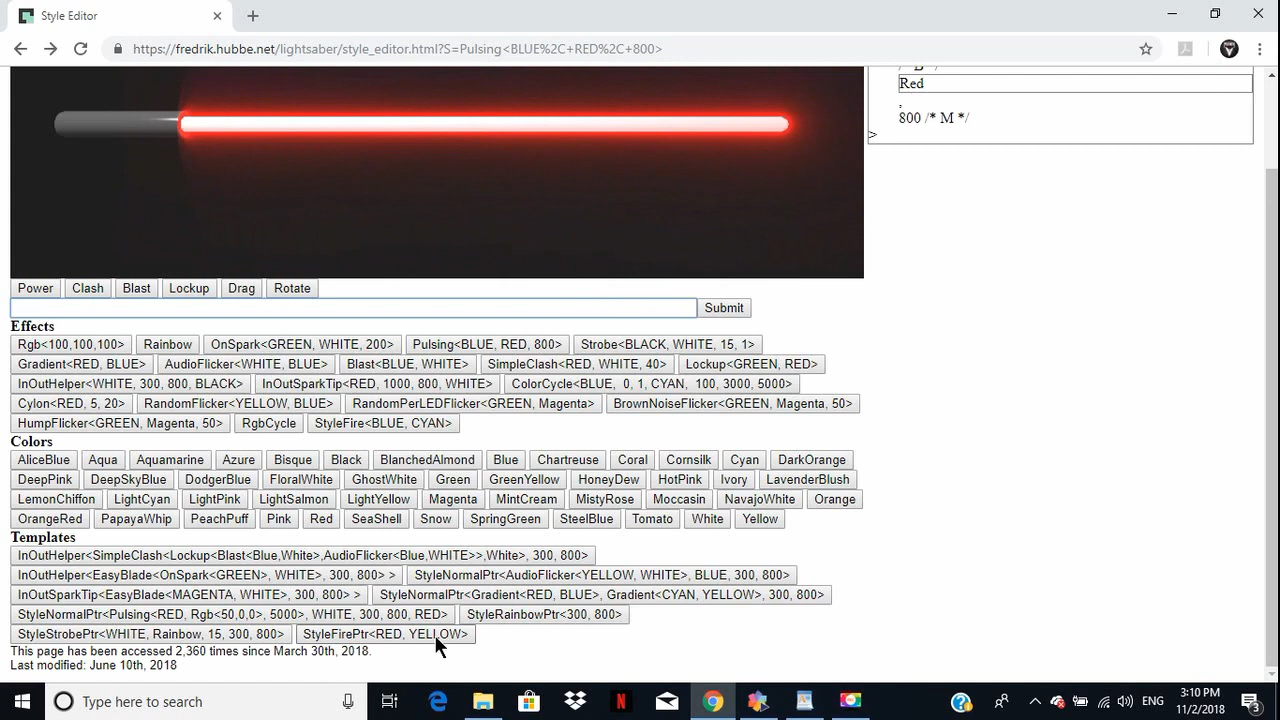 Style Editor
https://fredrik.hubbe.net/lightsaber/style_editor.html?S=Pulsing<BLUE%2C+RED%2C+800>
Red
,
800 /* M */
>
Power Clash Blast Lockup Drag Rotate
Submit
Effects
Rgb<100,100,100> Rainbow OnSpark<GREEN, WHITE, 200> Pulsing<BLUE, RED, 800> Strobe<BLACK, WHITE, 15, 1>
Gradient<RED, BLUE> AudioFlicker<WHITE, BLUE> Blast<BLUE, WHITE> SimpleClash<RED, WHITE, 40> Lockup<GREEN, RED>
InOutHelper<WHITE, 300, 800, BLACK> InOutSparkTip<RED, 1000, 800, WHITE> ColorCycle<BLUE, 0, 1, CYAN, 100, 3000, 5000>
Cylon<RED, 5, 20> RandomFlicker<YELLOW, BLUE> RandomPerLEDFlicker<GREEN, Magenta> BrownNoiseFlicker<GREEN, Magenta, 50>
HumpFlicker<GREEN, Magenta, 50> RgbCycle StyleFire<BLUE, CYAN>
Colors
AliceBlue Aqua Aquamarine Azure Bisque Black BlanchedAlmond Blue Chartreuse Coral Cornsilk Cyan DarkOrange
DeepPink DeepSkyBlue DodgerBlue FloralWhite GhostWhite Green GreenYellow HoneyDew HotPink Ivory LavenderBlush
LemonChiffon LightCyan LightPink LightSalmon LightYellow Magenta MintCream MistyRose Moccasin NavajoWhite Orange
OrangeRed PapayaWhip PeachPuff Pink Red SeaShell Snow SpringGreen SteelBlue Tomato White Yellow
Templates
InOutHelper<SimpleClash<Lockup<Blast<Blue,White>,AudioFlicker<Blue,WHITE>>,White>, 300, 800>
InOutHelper<EasyBlade<OnSpark<GREEN>, WHITE>, 300, 800> > StyleNormalPtr<AudioFlicker<YELLOW, WHITE>, BLUE, 300, 800>
InOutSparkTip<EasyBlade<MAGENTA, WHITE>, 300, 800> > StyleNormalPtr<Gradient<RED, BLUE>, Gradient<CYAN, YELLOW>, 300, 800>
StyleNormalPtr<Pulsing<RED, Rgb<50,0,0>, 5000>, WHITE, 300, 800, RED> StyleRainbowPtr<300, 800>
StyleStrobePtr<WHITE, Rainbow, 15, 300, 800> StyleFirePtr<RED, YELLOW>
This page has been accessed 2,360 times since March 30th, 2018.
Last modified: June 10th, 2018
Type here to search
ENG
3:10 PM
11/2/2018
3